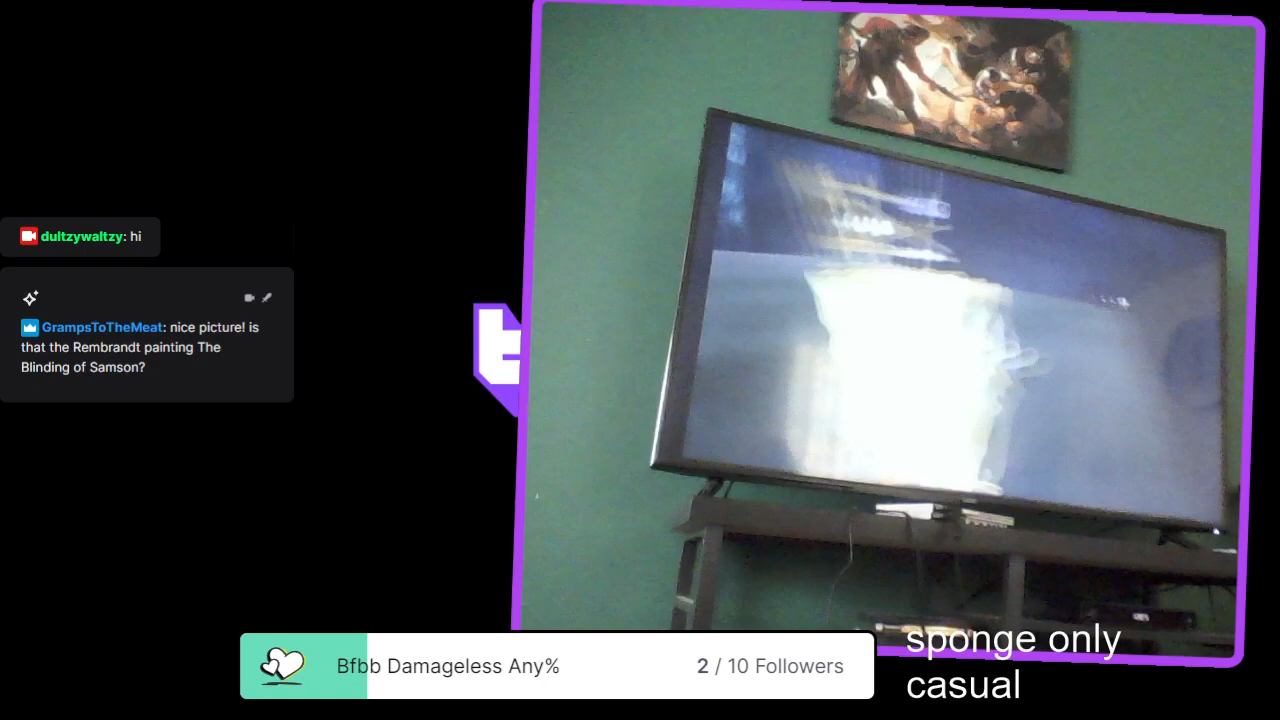 dultzywaltzy: hi
GrampsToTheMeat: nice picture! is
that the Rembrandt painting The
Blinding of Samson?
Bfbb Damageless Any%
2 / 10 Followers
sponge only
casual